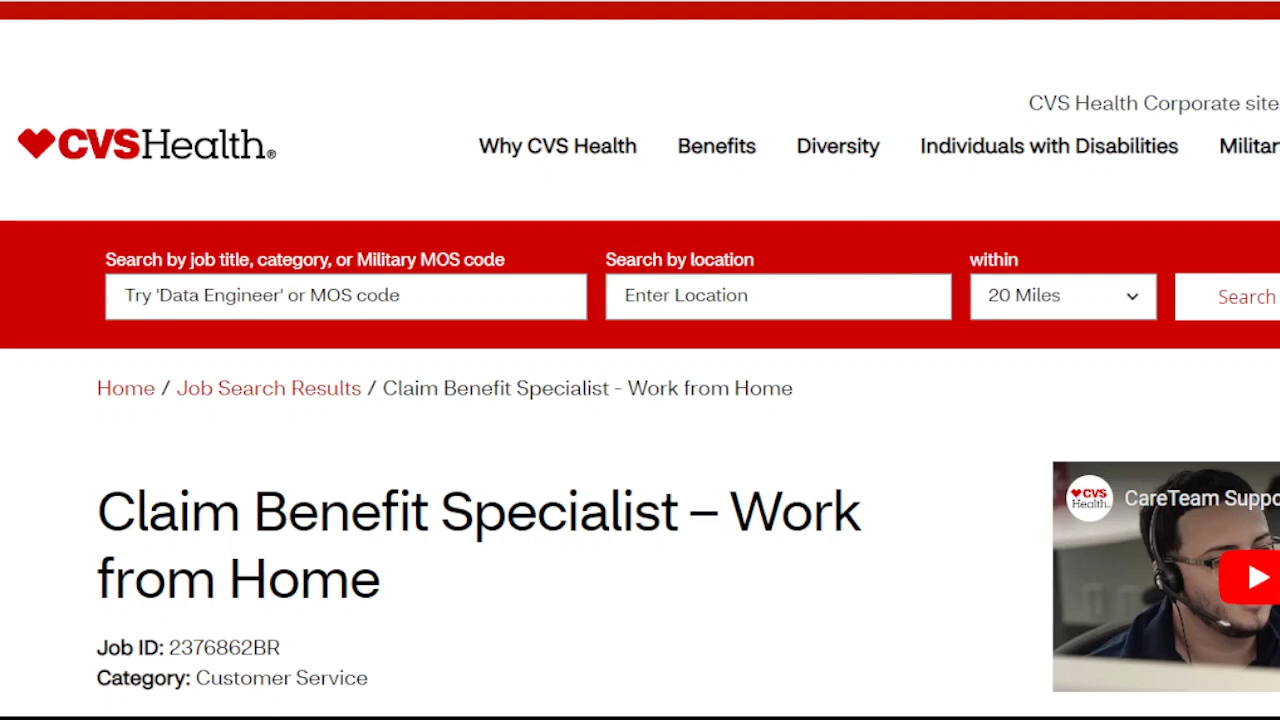 CVS Health Corporate site
CVSHealth®
Why CVS Health Benefits Diversity Individuals with Disabilities Militar
Search by job title, category, or Military MOS code Search by location within
Try 'Data Engineer' or MOS code Enter Location 20 Miles Search
Home / Job Search Results / Claim Benefit Specialist - Work from Home
Claim Benefit Specialist – Work
from Home
CVS
Health.
CareTeam Suppo
Job ID: 2376862BR
Category: Customer Service